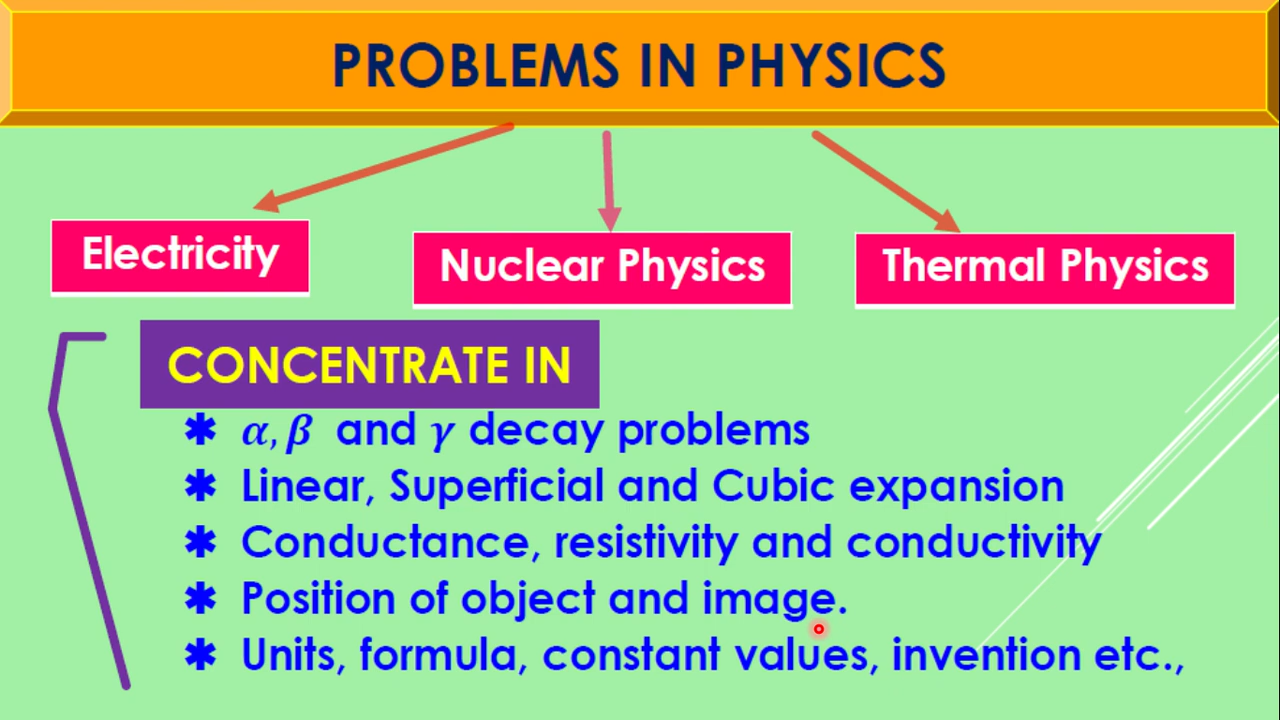 PROBLEMS IN PHYSICS
Electricity
Nuclear Physics
Thermal Physics
CONCENTRATE IN
✱ α, β and γ decay problems
✱ Linear, Superficial and Cubic expansion
✱ Conductance, resistivity and conductivity
✱ Position of object and image.
✱ Units, formula, constant values, invention etc.,